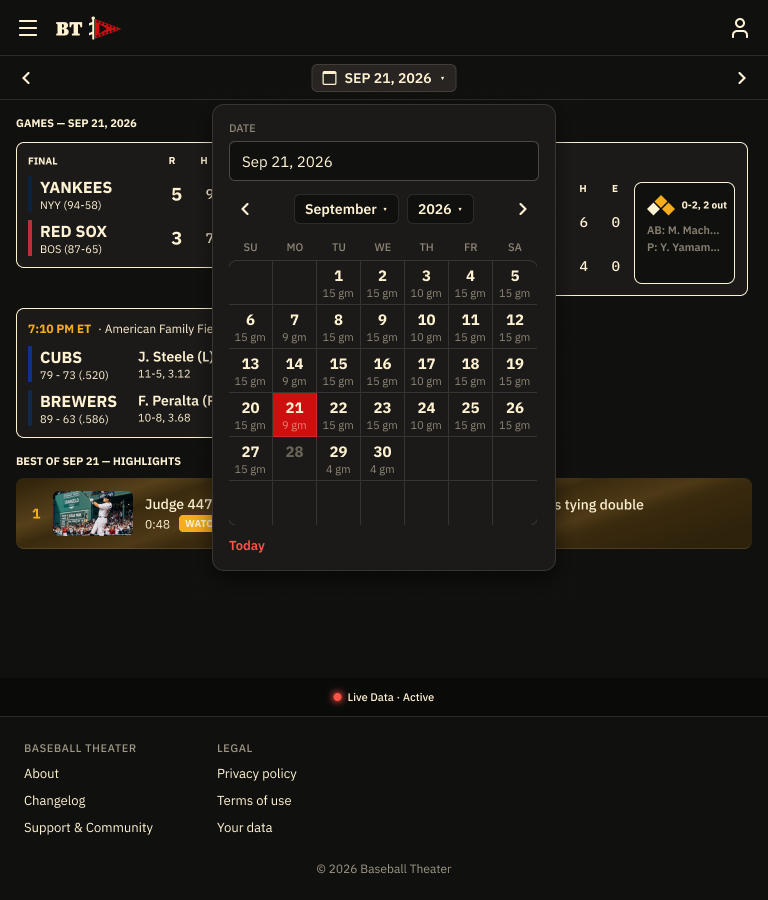 BT
SEP 21, 2026
GAMES — SEP 21, 2026
DATE
Sep 21, 2026
September 2026
SU MO TU WE TH FR SA
1 2 3 4 5
15 gm 15 gm 10 gm 15 gm 15 gm
6 7 8 9 10 11 12
15 gm 9 gm 15 gm 15 gm 10 gm 15 gm 15 gm
13 14 15 16 17 18 19
15 gm 9 gm 15 gm 15 gm 10 gm 15 gm 15 gm
20 21 22 23 24 25 26
15 gm 9 gm 15 gm 15 gm 10 gm 15 gm 15 gm
27 28 29 30
15 gm 4 gm 4 gm
Today
FINAL R H
YANKEES 5 9
NYY (94-58)
RED SOX 3 7
BOS (87-65)
H E
6 0
4 0
0-2, 2 out
AB: M. Mach...
P: Y. Yamam...
7:10 PM ET · American Family Fie
CUBS J. Steele (L)
79 - 73 (.520) 11-5, 3.12
BREWERS F. Peralta (
89 - 63 (.586) 10-8, 3.68
BEST OF SEP 21 — HIGHLIGHTS
1 Judge 447
0:48 WATC
s tying double
Live Data · Active
BASEBALL THEATER
About
Changelog
Support & Community
LEGAL
Privacy policy
Terms of use
Your data
© 2026 Baseball Theater